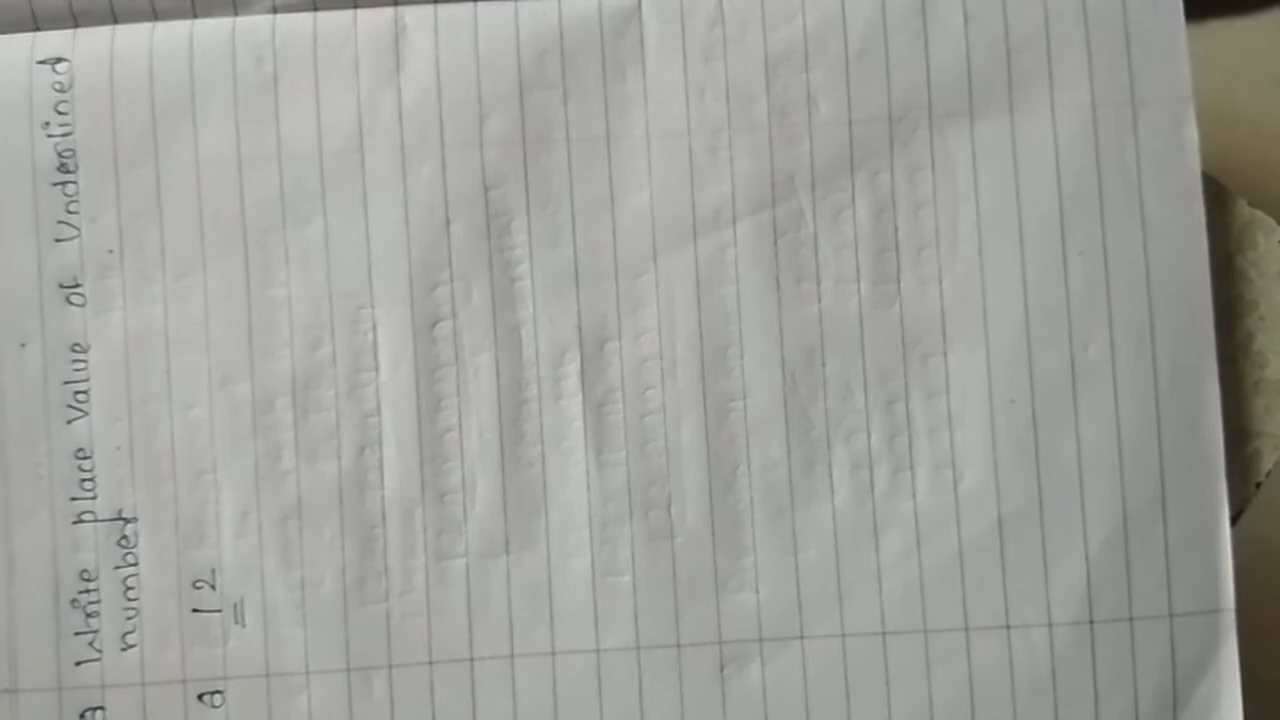 Write place Value of Underlined
number
a 12